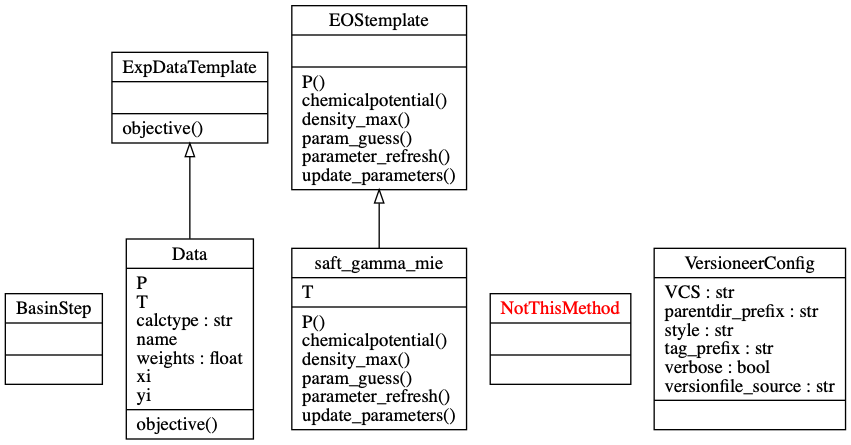 EOStemplate
P()
chemicalpotential()
density_max()
param_guess()
parameter_refresh()
update_parameters()
ExpDataTemplate
objective()
BasinStep
Data
P
T
calctype : str
name
weights : float
xi
yi
objective()
saft_gamma_mie
T
P()
chemicalpotential()
density_max()
param_guess()
parameter_refresh()
update_parameters()
NotThisMethod
VersioneerConfig
VCS : str
parentdir_prefix : str
style : str
tag_prefix : str
verbose : bool
versionfile_source : str